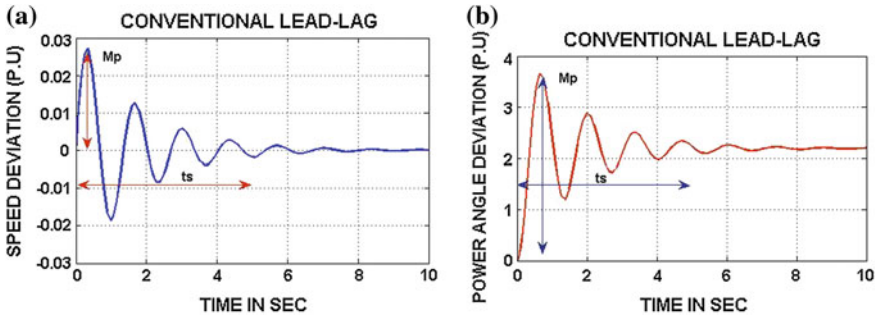 (a)
CONVENTIONAL LEAD-LAG
SPEED DEVIATION (P.U)
0.03
0.02
0.01
0
-0.01
-0.02
-0.03
Mp
ts
0
2
4
6
8
10
TIME IN SEC
(b)
CONVENTIONAL LEAD-LAG
POWER ANGLE DEVIATION (P.U)
4
3
2
1
0
Mp
ts
0
2
4
6
8
10
TIME IN SEC